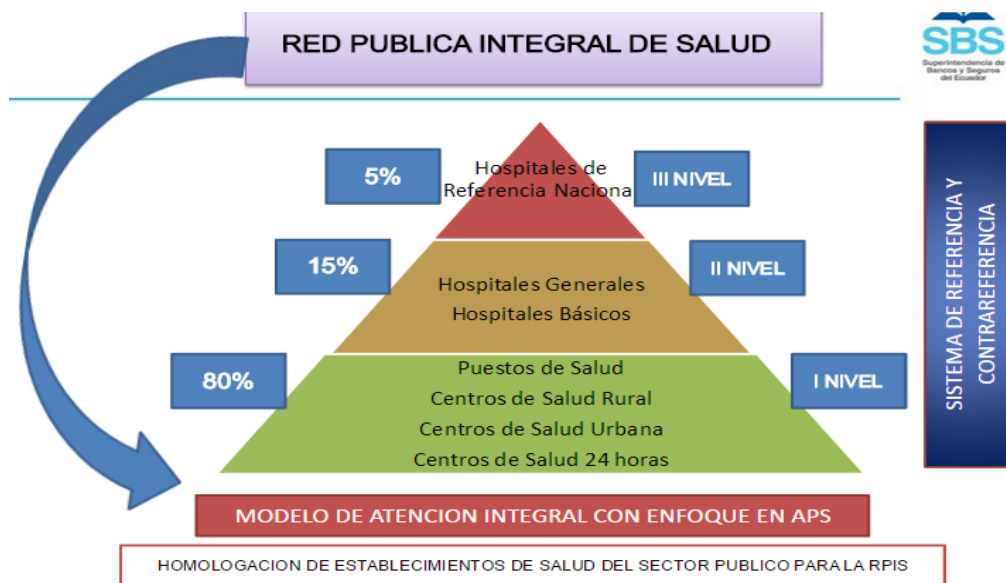 RED PUBLICA INTEGRAL DE SALUD
SBS
Superintendencia de
Bancos y Seguros
del Ecuador
5%
Hospitales de
Referencia Naciona
III NIVEL
15%
Hospitales Generales
Hospitales Básicos
II NIVEL
80%
Puestos de Salud
Centros de Salud Rural
Centros de Salud Urbana
Centros de Salud 24 horas
I NIVEL
SISTEMA DE REFERENCIA Y
CONTRAREFERENCIA
MODELO DE ATENCION INTEGRAL CON ENFOQUE EN APS
HOMOLOGACION DE ESTABLECIMIENTOS DE SALUD DEL SECTOR PUBLICO PARA LA RPIS